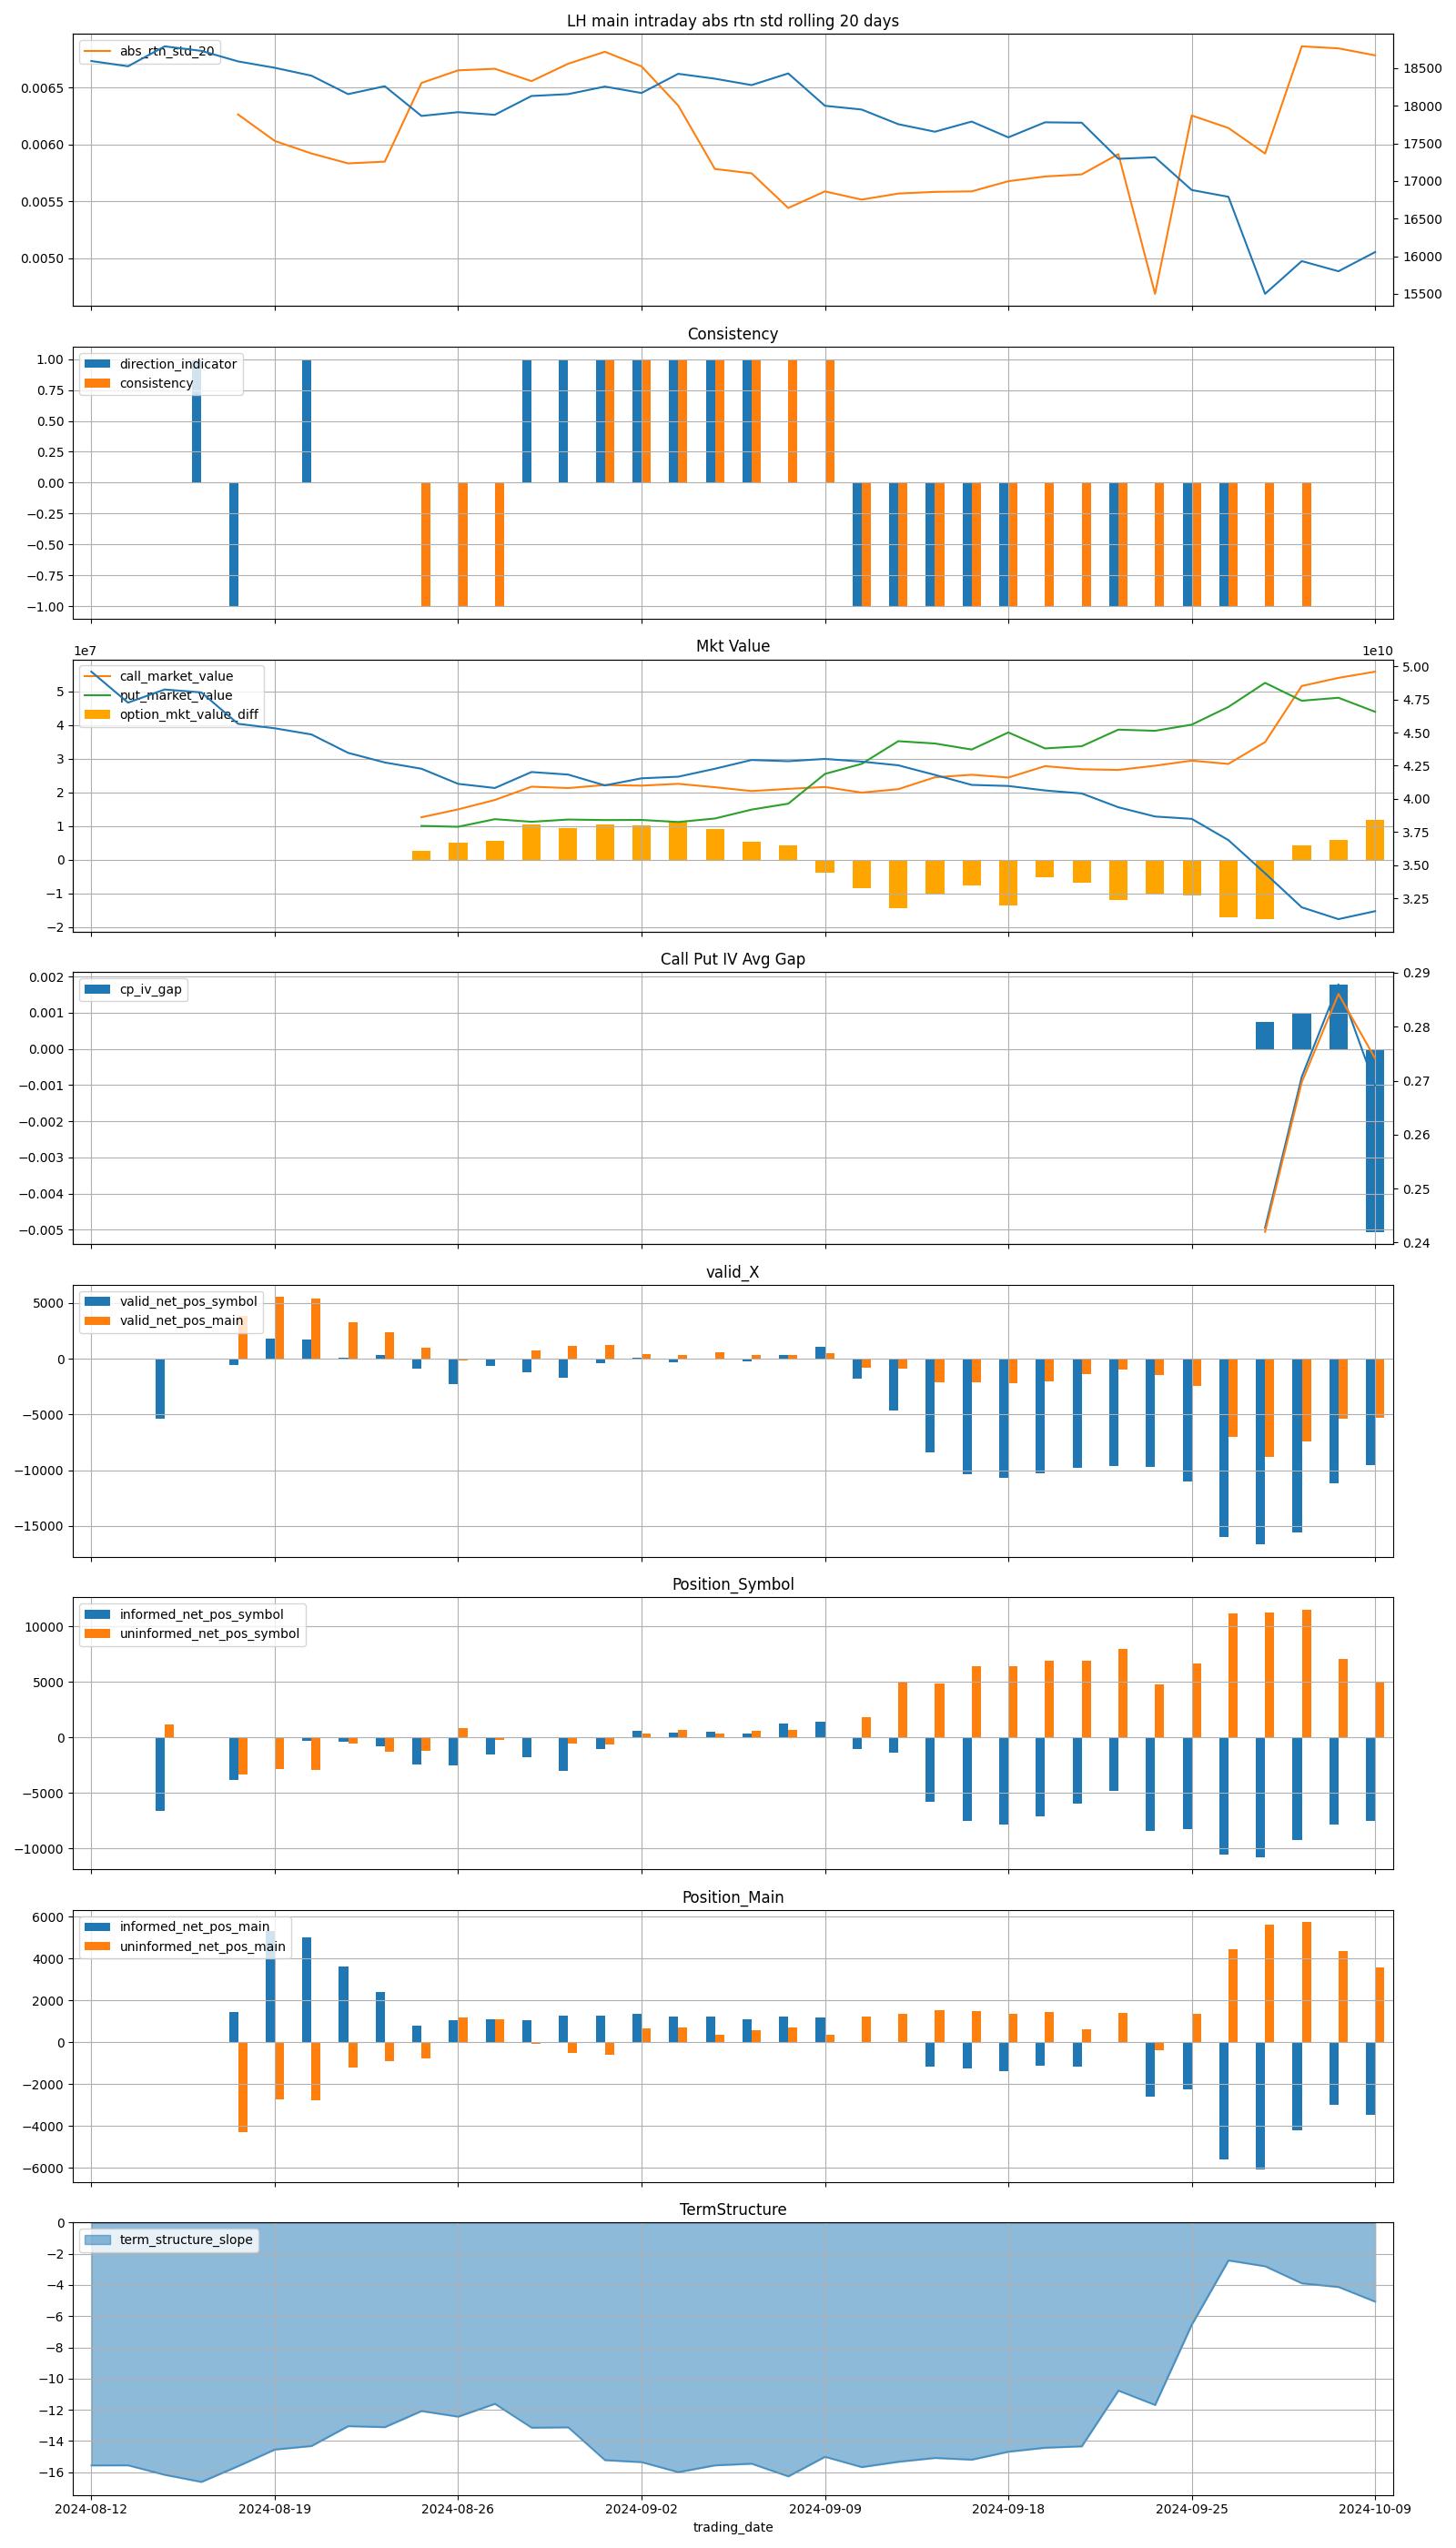 LH main intraday abs rtn std rolling 20 days
abs_rtn_std_20
0.0065
0.0060
0.0055
0.0050
18500
18000
17500
17000
16500
16000
15500
Consistency
direction_indicator
consistency
1.00
0.75
0.50
0.25
0.00
−0.25
−0.50
−0.75
−1.00
Mkt Value
1e7
1e10
call_market_value
put_market_value
option_mkt_value_diff
5
4
3
2
1
0
−1
−2
5.00
4.75
4.50
4.25
4.00
3.75
3.50
3.25
Call Put IV Avg Gap
cp_iv_gap
0.002
0.001
0.000
−0.001
−0.002
−0.003
−0.004
−0.005
0.29
0.28
0.27
0.26
0.25
0.24
valid_X
valid_net_pos_symbol
valid_net_pos_main
5000
0
−5000
−10000
−15000
Position_Symbol
informed_net_pos_symbol
uninformed_net_pos_symbol
10000
5000
0
−5000
−10000
Position_Main
informed_net_pos_main
uninformed_net_pos_main
6000
4000
2000
0
−2000
−4000
−6000
TermStructure
term_structure_slope
0
−2
−4
−6
−8
−10
−12
−14
−16
2024-08-12 2024-08-19 2024-08-26 2024-09-02 2024-09-09 2024-09-18 2024-09-25 2024-10-09
trading_date